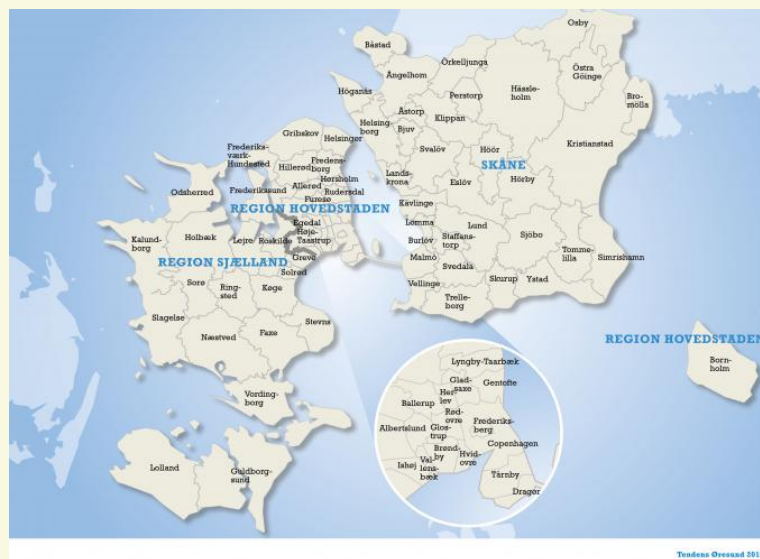 Osby
Båstad
Örkelljunga
Östra
Göinge
Ängelholm
Hässle-
holm
Perstorp
Höganäs
Bro-
mölla
Åstorp
Klippan
Helsing
borg
Bjuv
Gribskov
Helsingør
Kristianstad
Frederiks-
værk-
Hundested
Svalöv
Höör
Hillerød
Fredens-
borg
SKÅNE
Hørsholm
Lands-
krona
Hörby
Eslöv
Odsherred
Frederikssund
Allerød
Rudersdal
Furesø
Kävlinge
REGION HOVEDSTADEN
Egedal
Lomma
Lund
Høje-
Taastrup
Staffans-
torp
Sjöbo
Kalund-
borg
Holbæk
Lejre
Roskilde
Burlöv
Tomme-
lilla
Greve
Malmö
Simrishamn
REGION SJÆLLAND
Svedala
Solrød
Skurup
Ystad
Sorø
Ring-
sted
Køge
Vellinge
Trelle-
borg
Slagelse
Stevns
Næstved
Faxe
REGION HOVEDSTADEN
Born-
holm
Lyngby-Taarbæk
Glad-
saxe
Gentofte
Vording-
borg
Ballerup
Her-
lev
Rød-
ovre
Frederiks-
berg
Albertslund
Glos-
trup
Copenhagen
Brønd-
by
Hvid-
ovre
Ishøj
Val-
lens-
bæk
Tårnby
Lolland
Guldborg-
sund
Dragør
Tendens Øresund 201